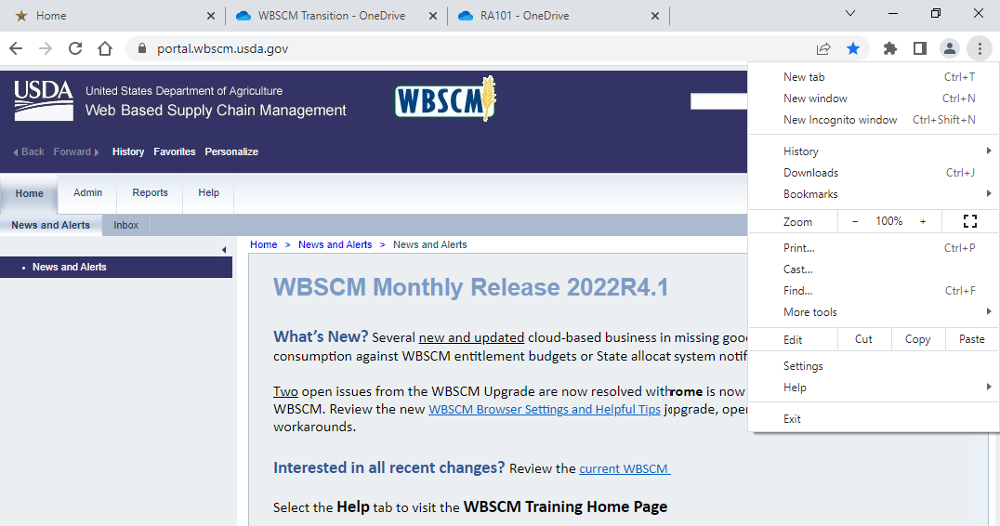 Home
WBSCM Transition - OneDrive
RA101 - OneDrive
portal.wbscm.usda.gov
USDA
United States Department of Agriculture
Web Based Supply Chain Management
WBSCM
Back Forward History Favorites Personalize
Home Admin Reports Help
News and Alerts Inbox
• News and Alerts
Home > News and Alerts > News and Alerts
WBSCM Monthly Release 2022R4.1
What's New? Several new and updated cloud-based business in missing goo
consumption against WBSCM entitlement budgets or State allocat system notif
Two open issues from the WBSCM Upgrade are now resolved with rome is now
WBSCM. Review the new WBSCM Browser Settings and Helpful Tips pgrade, oper
workarounds.
Interested in all recent changes? Review the current WBSCM
Select the Help tab to visit the WBSCM Training Home Page
New tab Ctrl+T
New window Ctrl+N
New Incognito window Ctrl+Shift+N
History
Downloads Ctrl+J
Bookmarks
Zoom – 100% +
Print... Ctrl+P
Cast...
Find... Ctrl+F
More tools
Edit Cut Copy Paste
Settings
Help
Exit